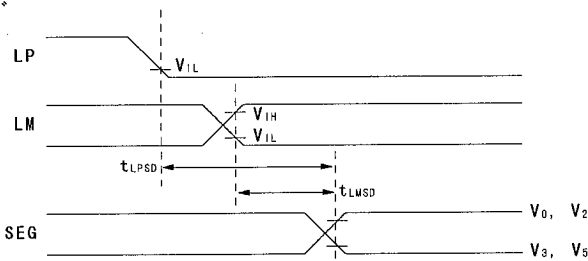 LP
VIL
LM
VIH
VIL
tLPSD
tLMSD
SEG
V0, V2
V3, V5